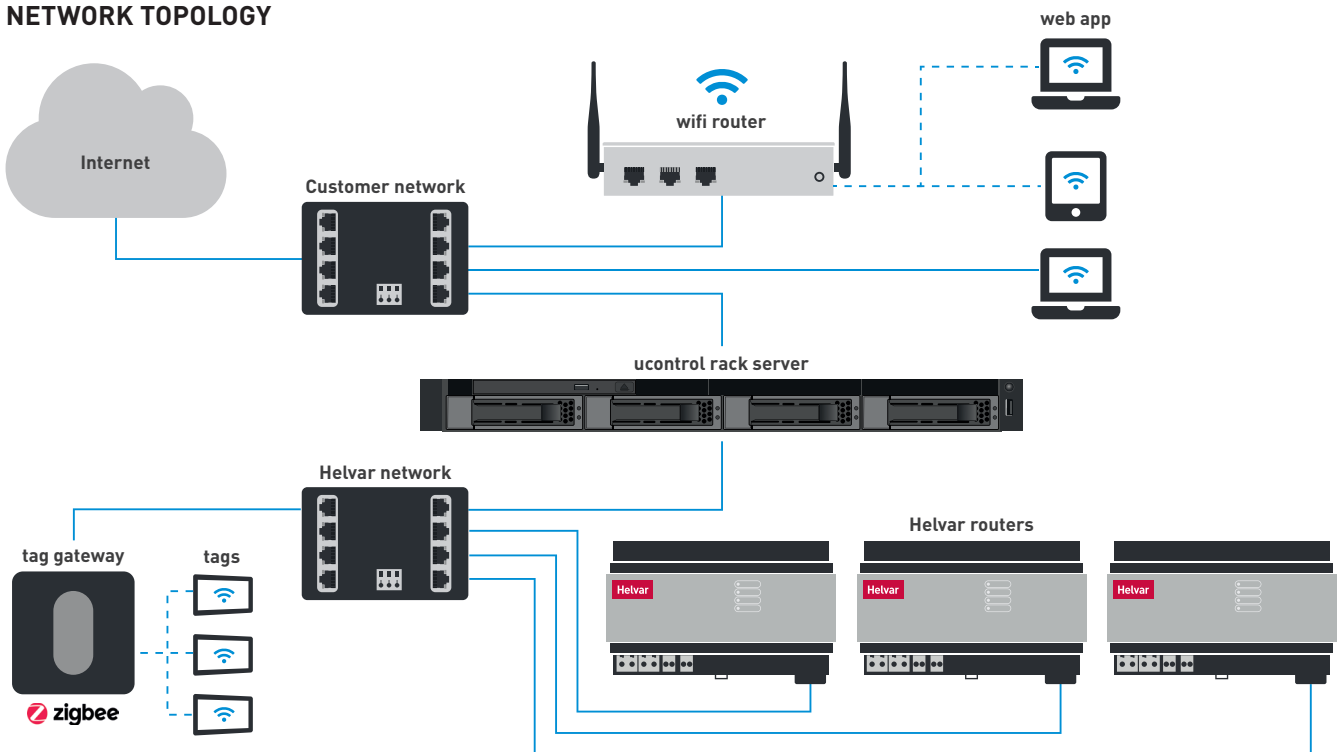 NETWORK TOPOLOGY
web app
wifi router
Internet
Customer network
ucontrol rack server
Helvar network
Helvar routers
tag gateway
tags
Helvar
Helvar
Helvar
zigbee